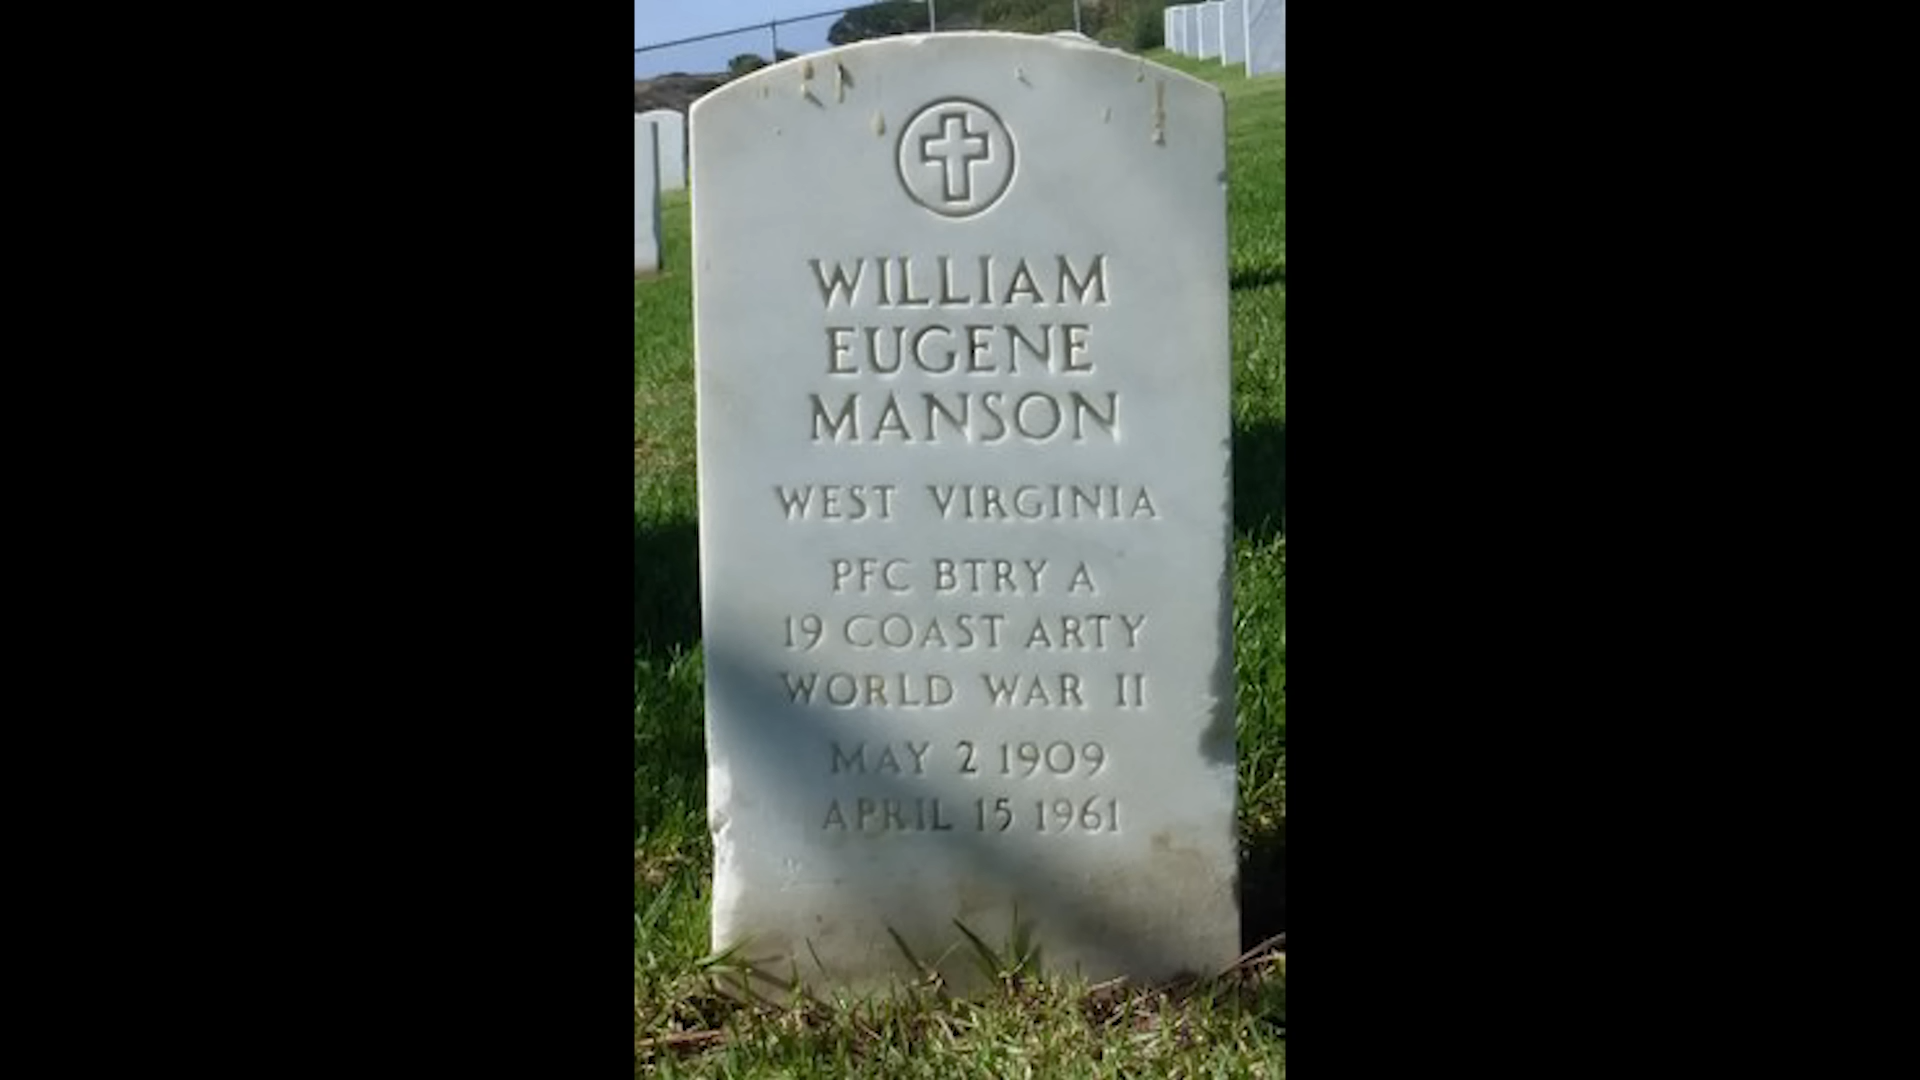 WILLIAM
EUGENE
MANSON
WEST VIRGINIA
PFC BTRY A
19 COAST ARTY
WORLD WAR II
MAY 2 1909
APRIL 15 1961